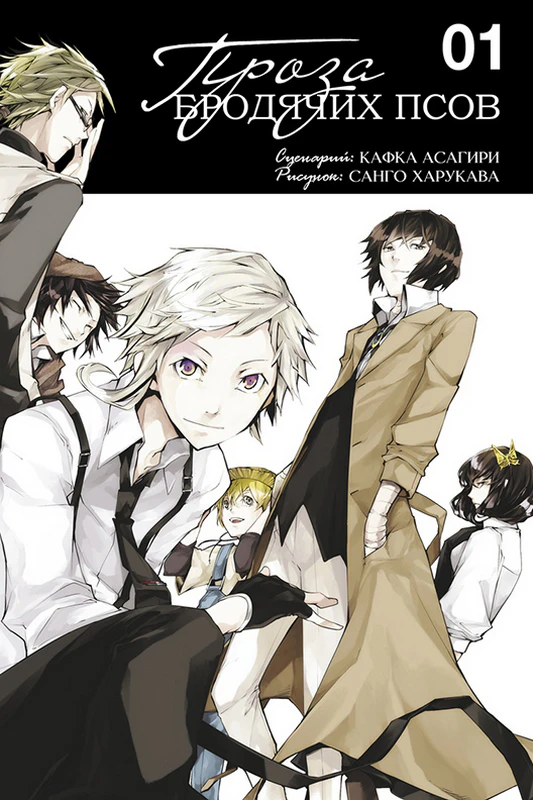 01
Проза
БРОДЯЧИХ ПСОВ
Сценарий: КАФКА АСАГИРИ
Рисунок: САНГО ХАРУКАВА